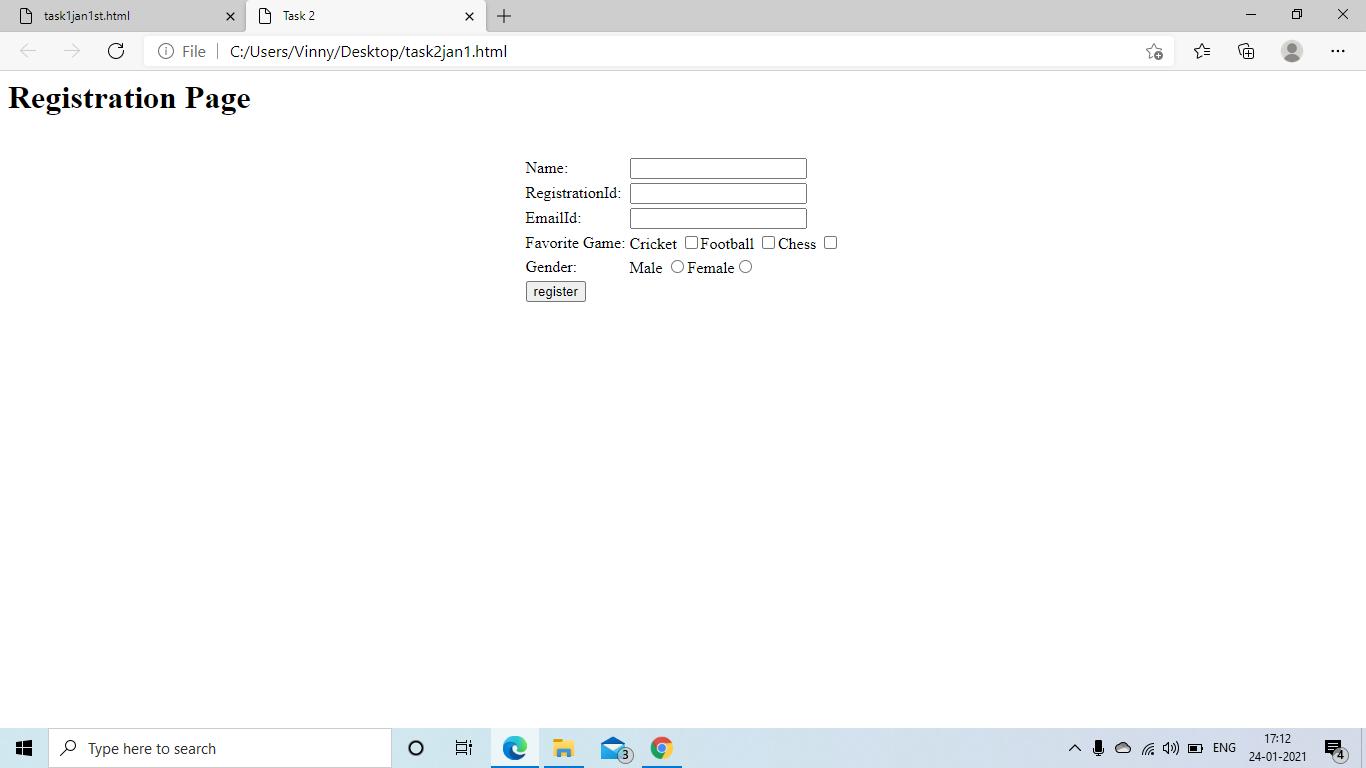 task1jan1st.html
Task 2
File C:/Users/Vinny/Desktop/task2jan1.html
Registration Page
Name:
RegistrationId:
EmailId:
Favorite Game: Cricket Football Chess
Gender: Male Female
register
Type here to search
3
ENG
17:12
24-01-2021
4